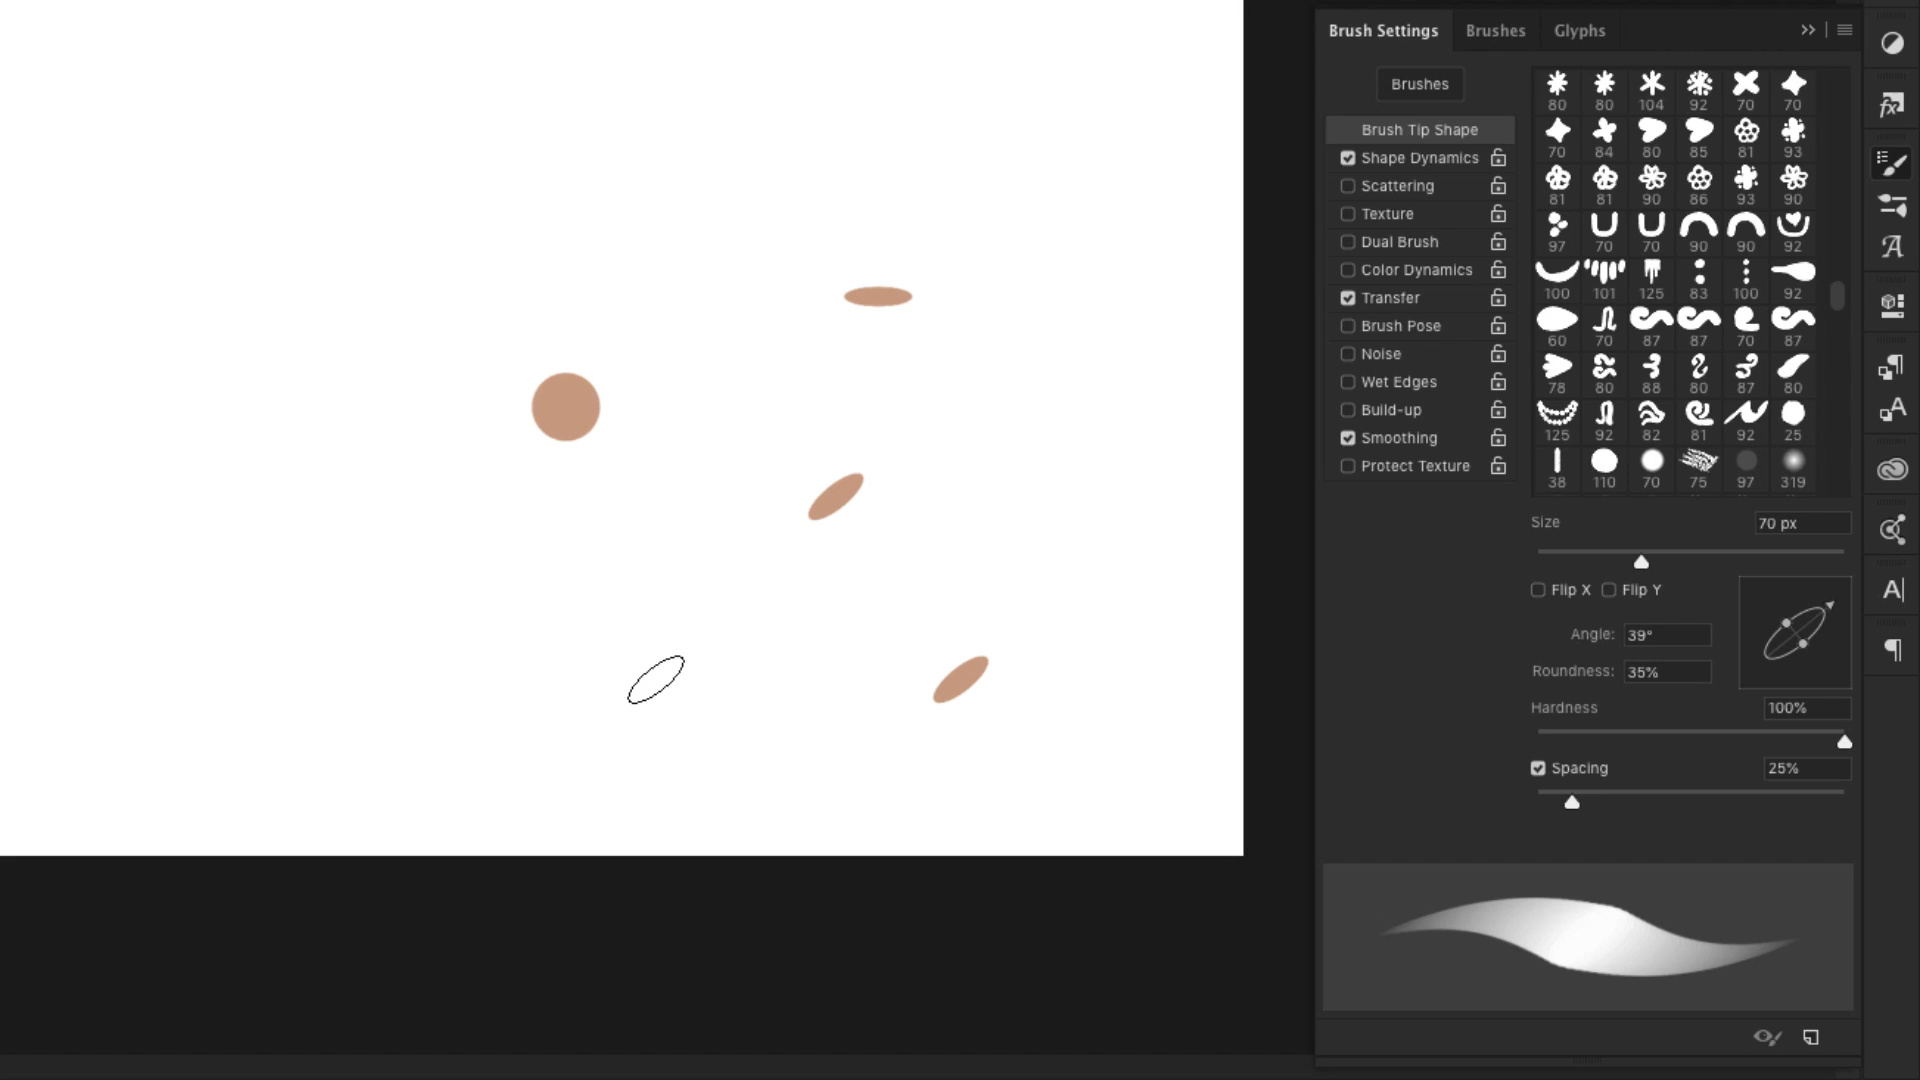 Brush Settings Brushes Glyphs
Brushes
Brush Tip Shape
Shape Dynamics
Scattering
Texture
Dual Brush
Color Dynamics
Transfer
Brush Pose
Noise
Wet Edges
Build-up
Smoothing
Protect Texture
80 80 104 92 70 70
70 84 80 85 81 93
81 81 90 86 93 90
97 70 70 90 90 92
100 101 125 83 100 92
60 70 87 87 70 87
78 80 88 80 87 80
125 92 82 81 92 25
38 110 70 75 97 319
Size 70 px
Flip X Flip Y
Angle: 39°
Roundness: 35%
Hardness 100%
Spacing 25%
fx
A
A
A